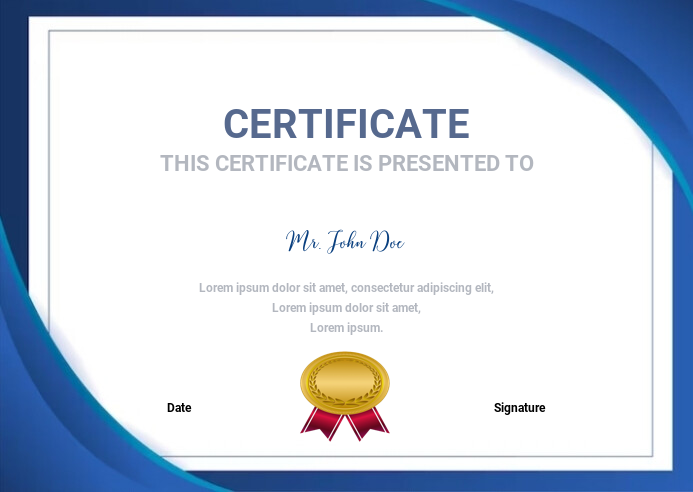 CERTIFICATE
THIS CERTIFICATE IS PRESENTED TO
Mr. John Doe
Lorem ipsum dolor sit amet, consectetur adipiscing elit,
Lorem ipsum dolor sit amet,
Lorem ipsum.
Date
Signature